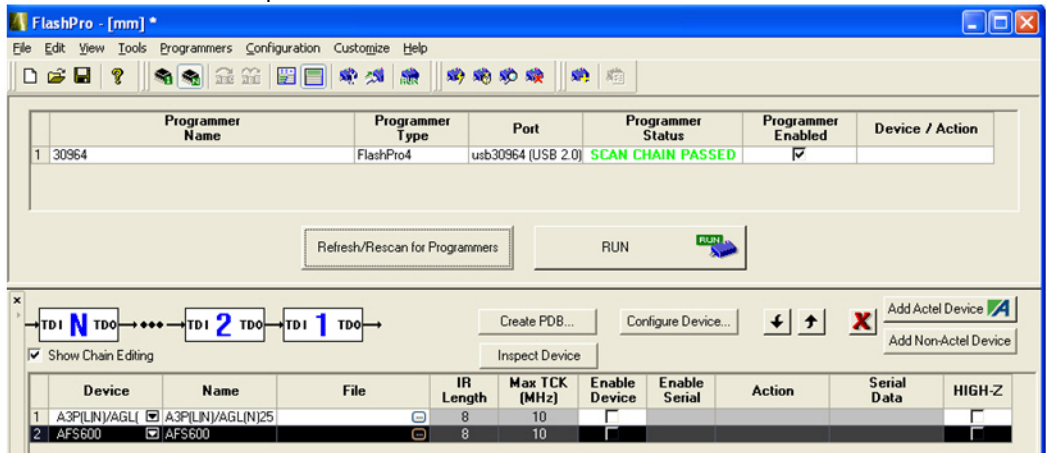 FlashPro - [mm] *
File Edit View Tools Programmers Configuration Customize Help
Programmer Name Programmer Type Port Programmer Status Programmer Enabled Device / Action
1 30964 FlashPro4 usb30964 (USB 2.0) SCAN CHAIN PASSED
Refresh/Rescan for Programmers RUN RUN
TDI N TDO TDI 2 TDO TDI 1 TDO Create PDB... Configure Device... X Add Actel Device
Add Non-Actel Device
Show Chain Editing Inspect Device
Device Name File IR Length Max TCK (MHz) Enable Device Enable Serial Action Serial Data HIGH-Z
1 A3P(L|N)/AGL( A3P(L|N)/AGL(N)25 8 10
2 AFS600 AFS600 8 10